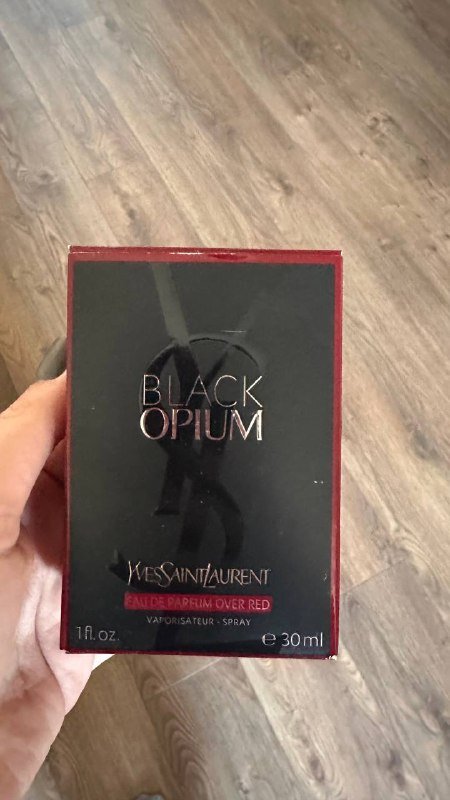 BLACK
OPIUM
YVESSAINTLAURENT
EAU DE PARFUM OVER RED
VAPORISATEUR - SPRAY
1 fl. oz. ℮ 30 ml